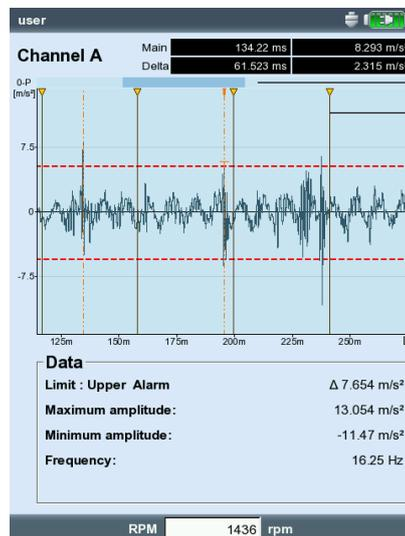 user
Channel A
Main 134.22 ms 8.293 m/s
Delta 61.523 ms 2.315 m/s
0-P
[m/s²]
7.5
0
-7.5
125m 150m 175m 200m 225m 250m
Data
Limit : Upper Alarm Δ 7.654 m/s²
Maximum amplitude: 13.054 m/s²
Minimum amplitude: -11.47 m/s²
Frequency: 16.25 Hz
RPM 1436 rpm